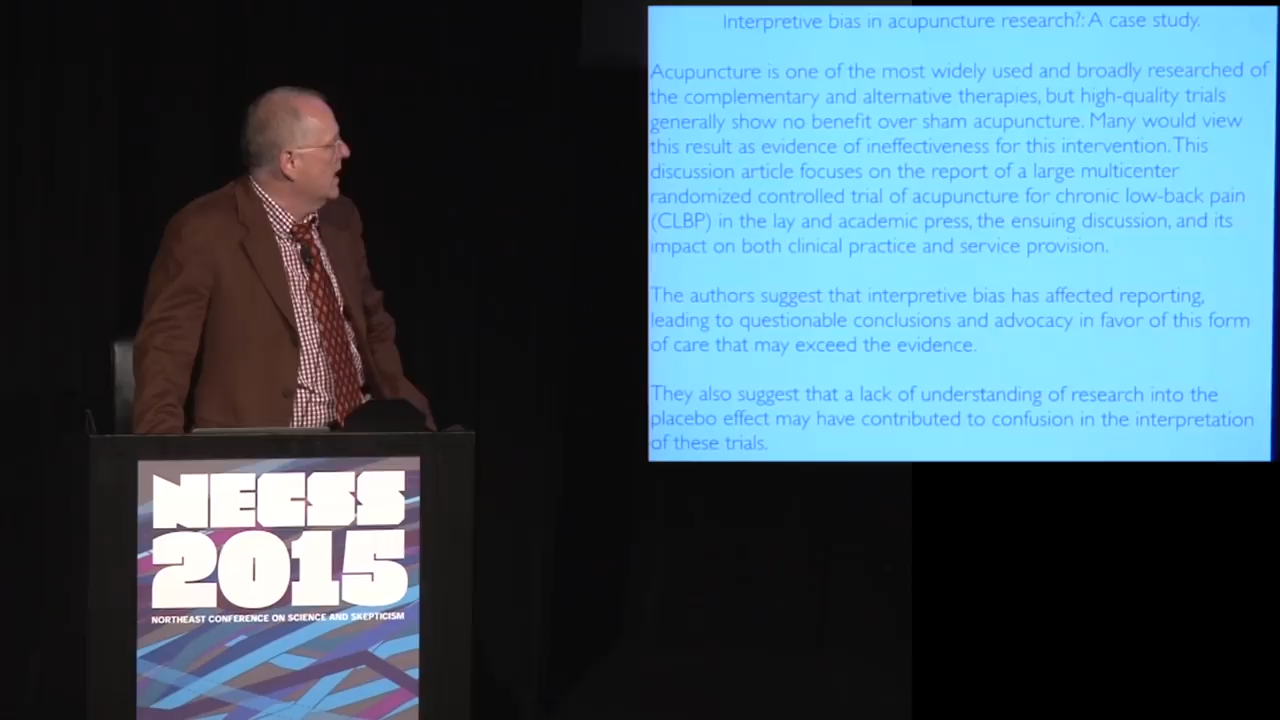 Interpretive bias in acupuncture research?: A case study.
Acupuncture is one of the most widely used and broadly researched of
the complementary and alternative therapies, but high-quality trials
generally show no benefit over sham acupuncture. Many would view
this result as evidence of ineffectiveness for this intervention. This
discussion article focuses on the report of a large multicenter
randomized controlled trial of acupuncture for chronic low-back pain
(CLBP) in the lay and academic press, the ensuing discussion, and its
impact on both clinical practice and service provision.
The authors suggest that interpretive bias has affected reporting,
leading to questionable conclusions and advocacy in favor of this form
of care that may exceed the evidence.
They also suggest that a lack of understanding of research into the
placebo effect may have contributed to confusion in the interpretation
of these trials.
NECSS
2015
NORTHEAST CONFERENCE ON SCIENCE AND SKEPTICISM